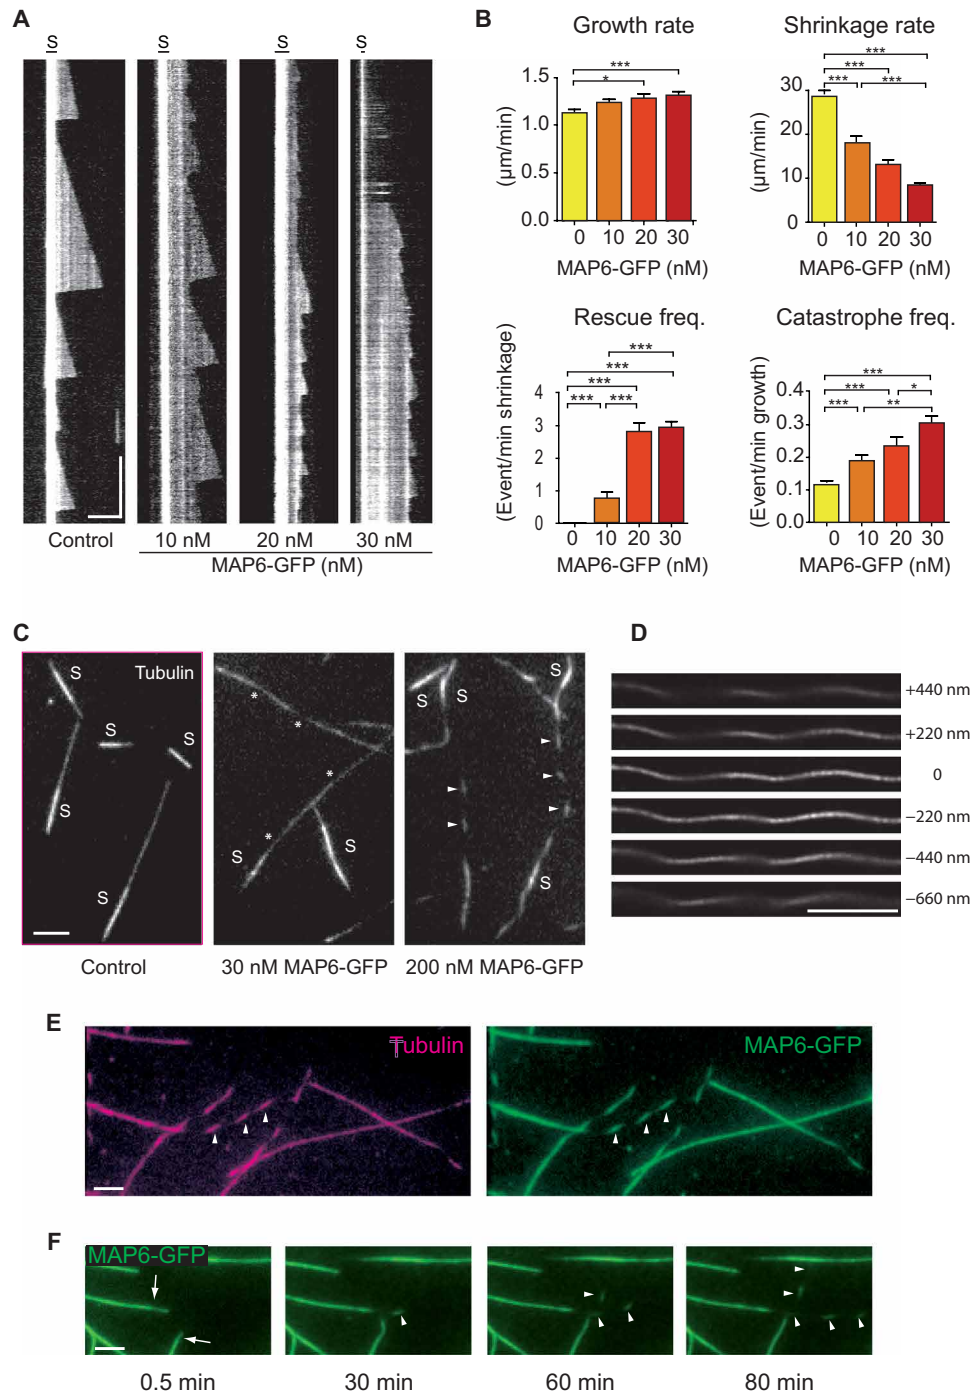 A
S S S S
Control 10 nM 20 nM 30 nM
MAP6-GFP (nM)
B
Growth rate
(µm/min)
1.5
1.0
0.5
0.0
*** 
*
0 10 20 30
MAP6-GFP (nM)
Shrinkage rate
(µm/min)
30
20
10
0
***
***
*** ***
0 10 20 30
MAP6-GFP (nM)
Rescue freq.
(Event/min shrinkage)
4
3
2
1
0
***
***
***
*** ***
0 10 20 30
MAP6-GFP (nM)
Catastrophe freq.
(Event/min growth)
0.4
0.3
0.2
0.1
0.0
***
*** *
*** **
0 10 20 30
MAP6-GFP (nM)
C
Tubulin
S
S
S
S
S
Control
*
*
*
*
S
S
30 nM MAP6-GFP
S
S
S
S
200 nM MAP6-GFP
D
+440 nm
+220 nm
0
−220 nm
−440 nm
−660 nm
E
Tubulin
MAP6-GFP
F
MAP6-GFP
0.5 min 30 min 60 min 80 min